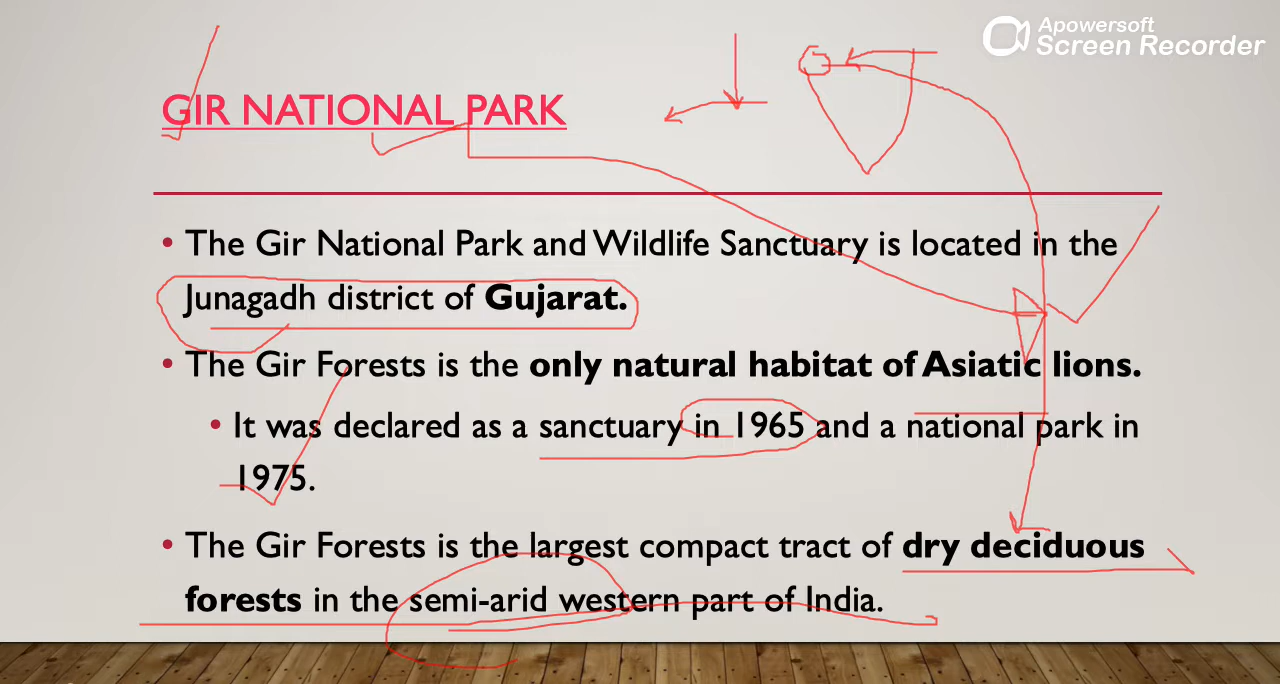 Apowersoft
Screen Recorder
GIR NATIONAL PARK
• The Gir National Park and Wildlife Sanctuary is located in the
Junagadh district of Gujarat.
• The Gir Forests is the only natural habitat of Asiatic lions.
• It was declared as a sanctuary in 1965 and a national park in
1975.
• The Gir Forests is the largest compact tract of dry deciduous
forests in the semi-arid western part of India.